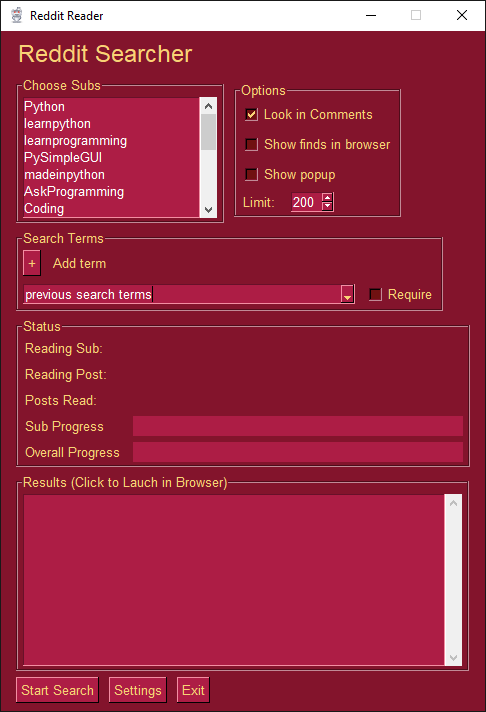 Reddit Reader
Reddit Searcher
Choose Subs
Python
learnpython
learnprogramming
PySimpleGUI
madeinpython
AskProgramming
Coding
Options
Look in Comments
Show finds in browser
Show popup
Limit: 200
Search Terms
+ Add term
previous search terms Require
Status
Reading Sub:
Reading Post:
Posts Read:
Sub Progress
Overall Progress
Results (Click to Lauch in Browser)
Start Search Settings Exit